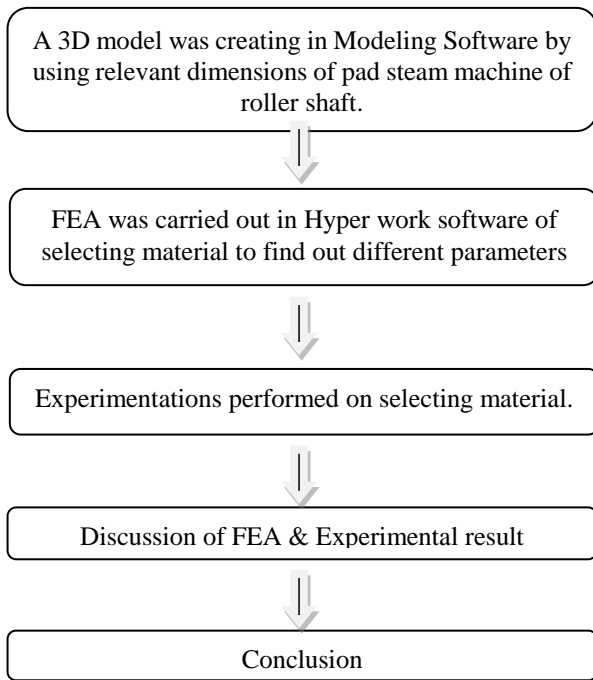 A 3D model was creating in Modeling Software by
using relevant dimensions of pad steam machine of
roller shaft.
FEA was carried out in Hyper work software of
selecting material to find out different parameters
Experimentations performed on selecting material.
Discussion of FEA & Experimental result
Conclusion